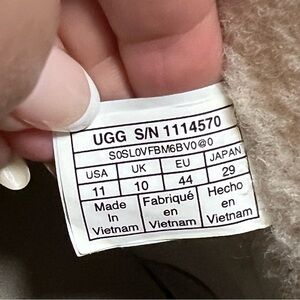 UGG S/N 1114570
S0SL0VFBM6BV0@0
USA UK EU JAPAN
11 10 44 29
Made Fabriqué Hecho
In en en
Vietnam Vietnam Vietnam